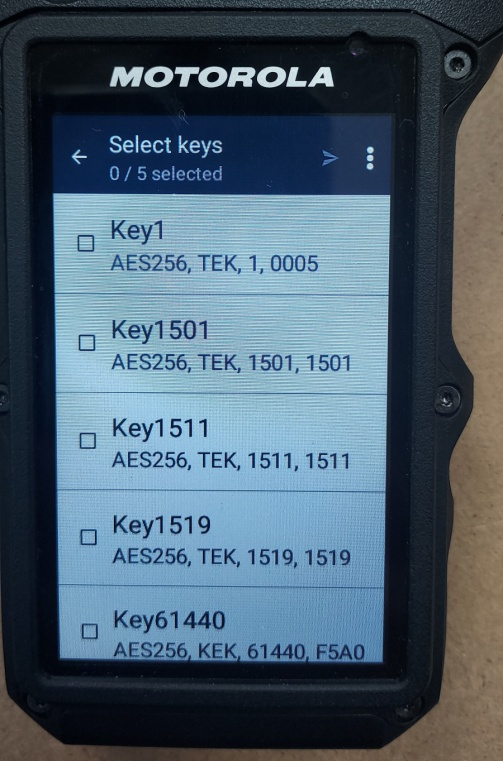 MOTOROLA
Select keys
0 / 5 selected
Key1
AES256, TEK, 1, 0005
Key1501
AES256, TEK, 1501, 1501
Key1511
AES256, TEK, 1511, 1511
Key1519
AES256, TEK, 1519, 1519
Key61440
AES256, KEK, 61440, F5A0